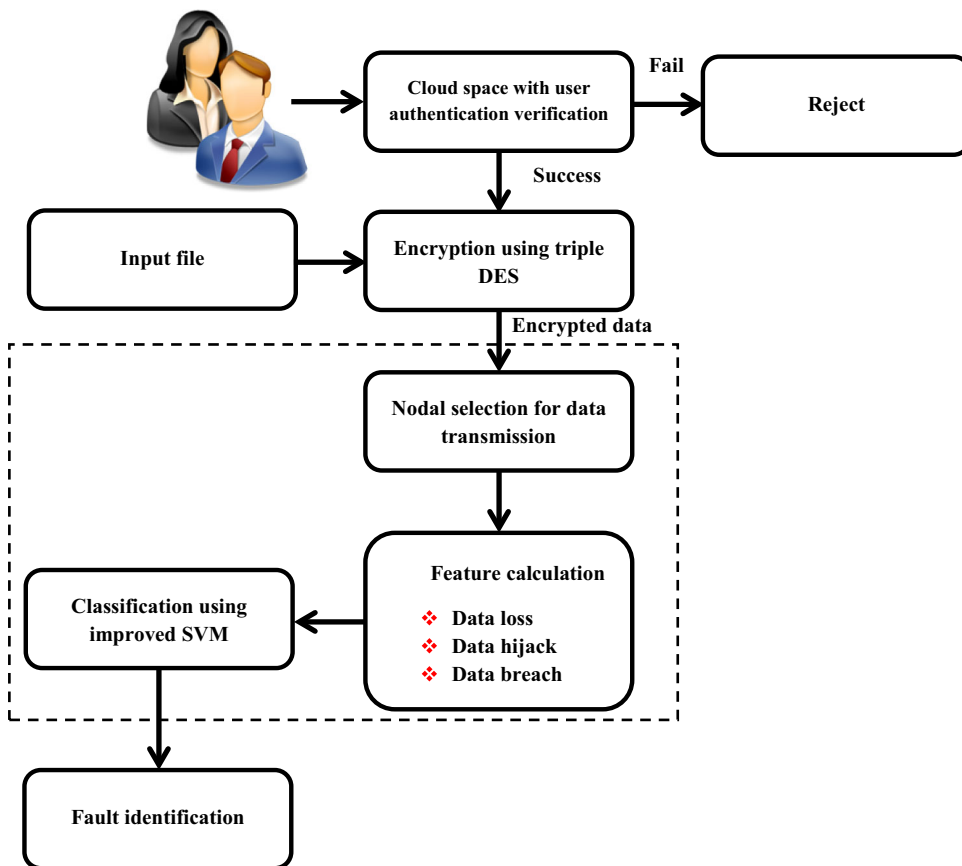 Cloud space with user
authentication verification
Fail
Reject
Success
Input file
Encryption using triple
DES
Encrypted data
Nodal selection for data
transmission
Feature calculation
Data loss
Data hijack
Data breach
Classification using
improved SVM
Fault identification